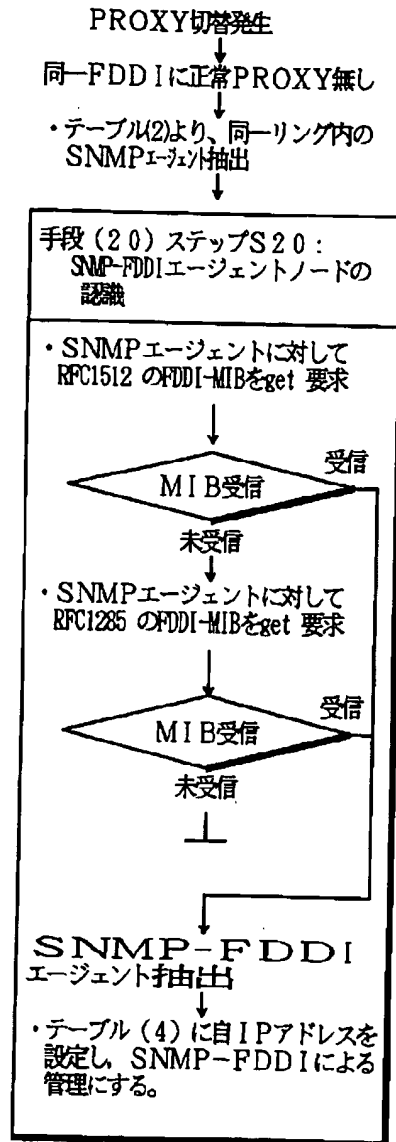 PROXY切替発生
同一FDDIに正常PROXY無し
・テーブル(2)より、同一リング内の
SNMPエージェント抽出
手段(20)ステップS20:
SNMP-FDDIエージェントノードの
認識
・SNMPエージェントに対して
RFC1512 のFDDI-MIBをget 要求
受信
MIB受信
未受信
・SNMPエージェントに対して
RFC1285 のFDDI-MIBをget 要求
受信
MIB受信
未受信
SNMP-FDDI
エージェント抽出
・テーブル(4)に自IPアドレスを
設定し、SNMP-FDDIによる
管理にする。